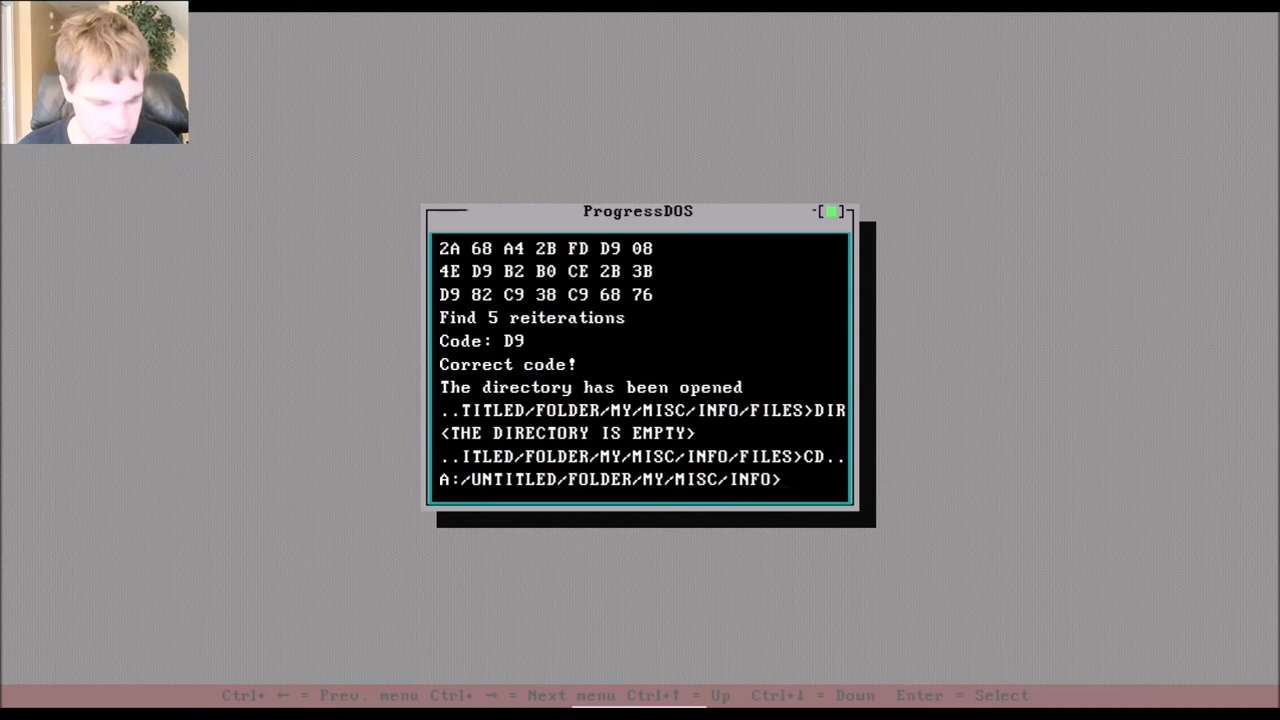 ProgressDOS
2A 68 A4 2B FD D9 08
4E D9 B2 B0 CE 2B 3B
D9 82 C9 38 C9 68 76
Find 5 reiterations
Code: D9
Correct code!
The directory has been opened
..TITLED/FOLDER/MY/MISC/INFO/FILES>DIR
<THE DIRECTORY IS EMPTY>
..ITLED/FOLDER/MY/MISC/INFO/FILES>CD..
A:/UNTITLED/FOLDER/MY/MISC/INFO>_
Ctrl+ ← = Prev. menu Ctrl+ → = Next menu Ctrl+↑ = Up Ctrl+↓ = Down Enter = Select